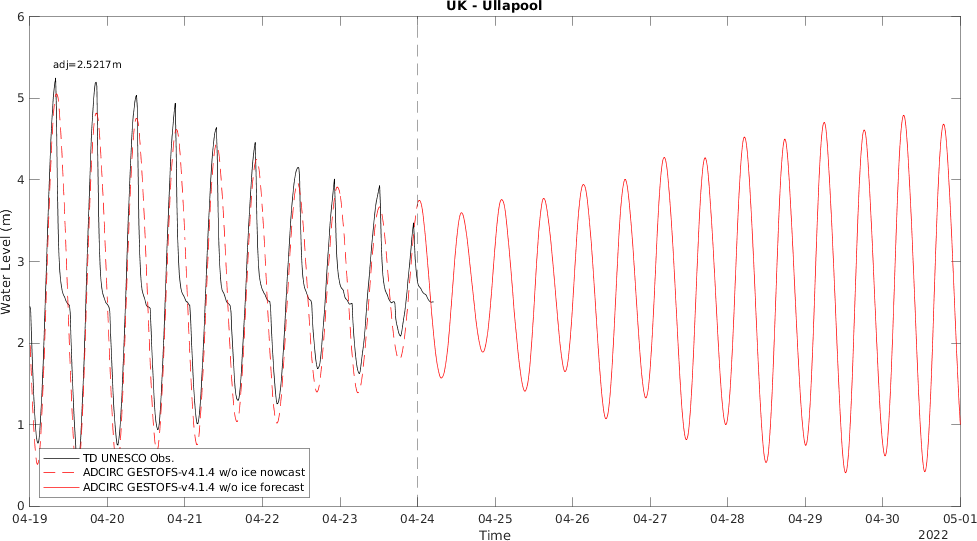 UK - Ullapool
adj=2.5217m
Water Level (m)
6
5
4
3
2
1
0
TD UNESCO Obs.
ADCIRC GESTOFS-v4.1.4 w/o ice nowcast
ADCIRC GESTOFS-v4.1.4 w/o ice forecast
04-19 04-20 04-21 04-22 04-23 04-24 04-25 04-26 04-27 04-28 04-29 04-30 05-01
Time
2022